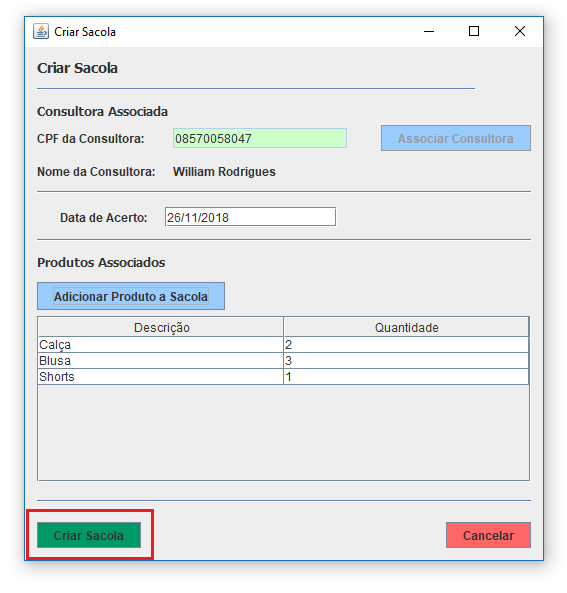 Criar Sacola
Criar Sacola
Consultora Associada
CPF da Consultora: 08570058047 Associar Consultora
Nome da Consultora: William Rodrigues
Data de Acerto: 26/11/2018
Produtos Associados
Adicionar Produto a Sacola
Descrição Quantidade
Calça 2
Blusa 3
Shorts 1
Criar Sacola Cancelar